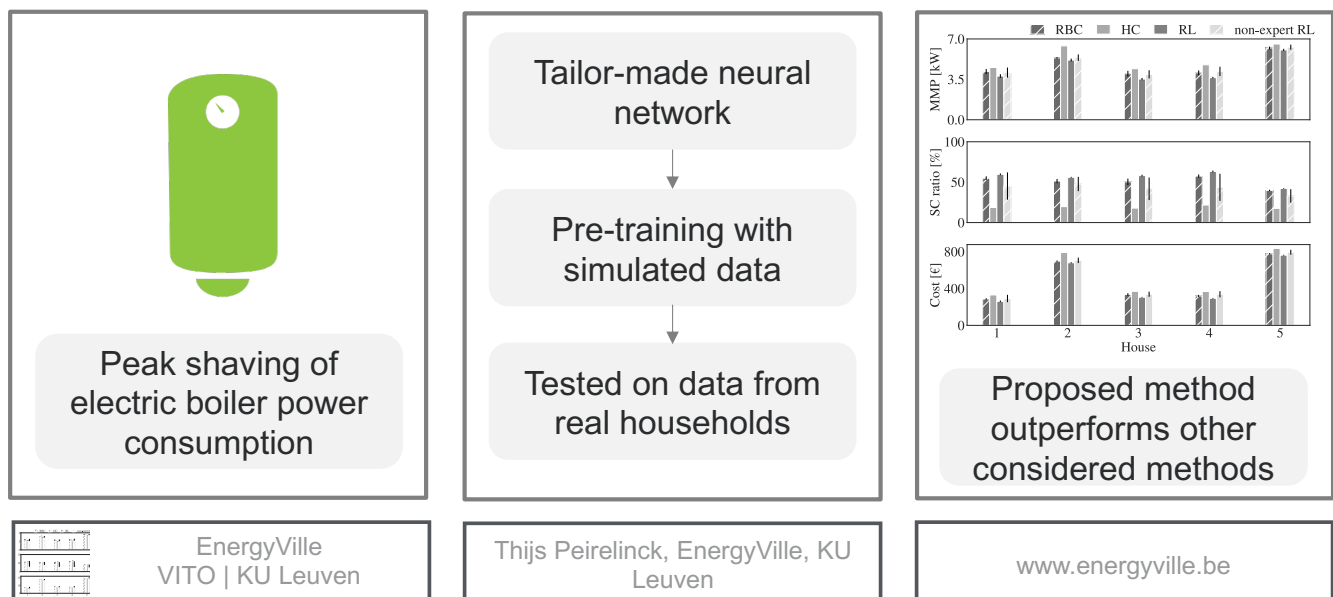 Peak shaving of
electric boiler power
consumption
Tailor-made neural
network
Pre-training with
simulated data
Tested on data from
real households
RBC HC RL non-expert RL
MMP [kW]
7.0
3.5
0.0
SC ratio [%]
100
50
0
Cost [€]
800
400
0
1 2 3 4 5
House
Proposed method
outperforms other
considered methods
EnergyVille
VITO | KU Leuven
Thijs Peirelinck, EnergyVille, KU
Leuven
www.energyville.be